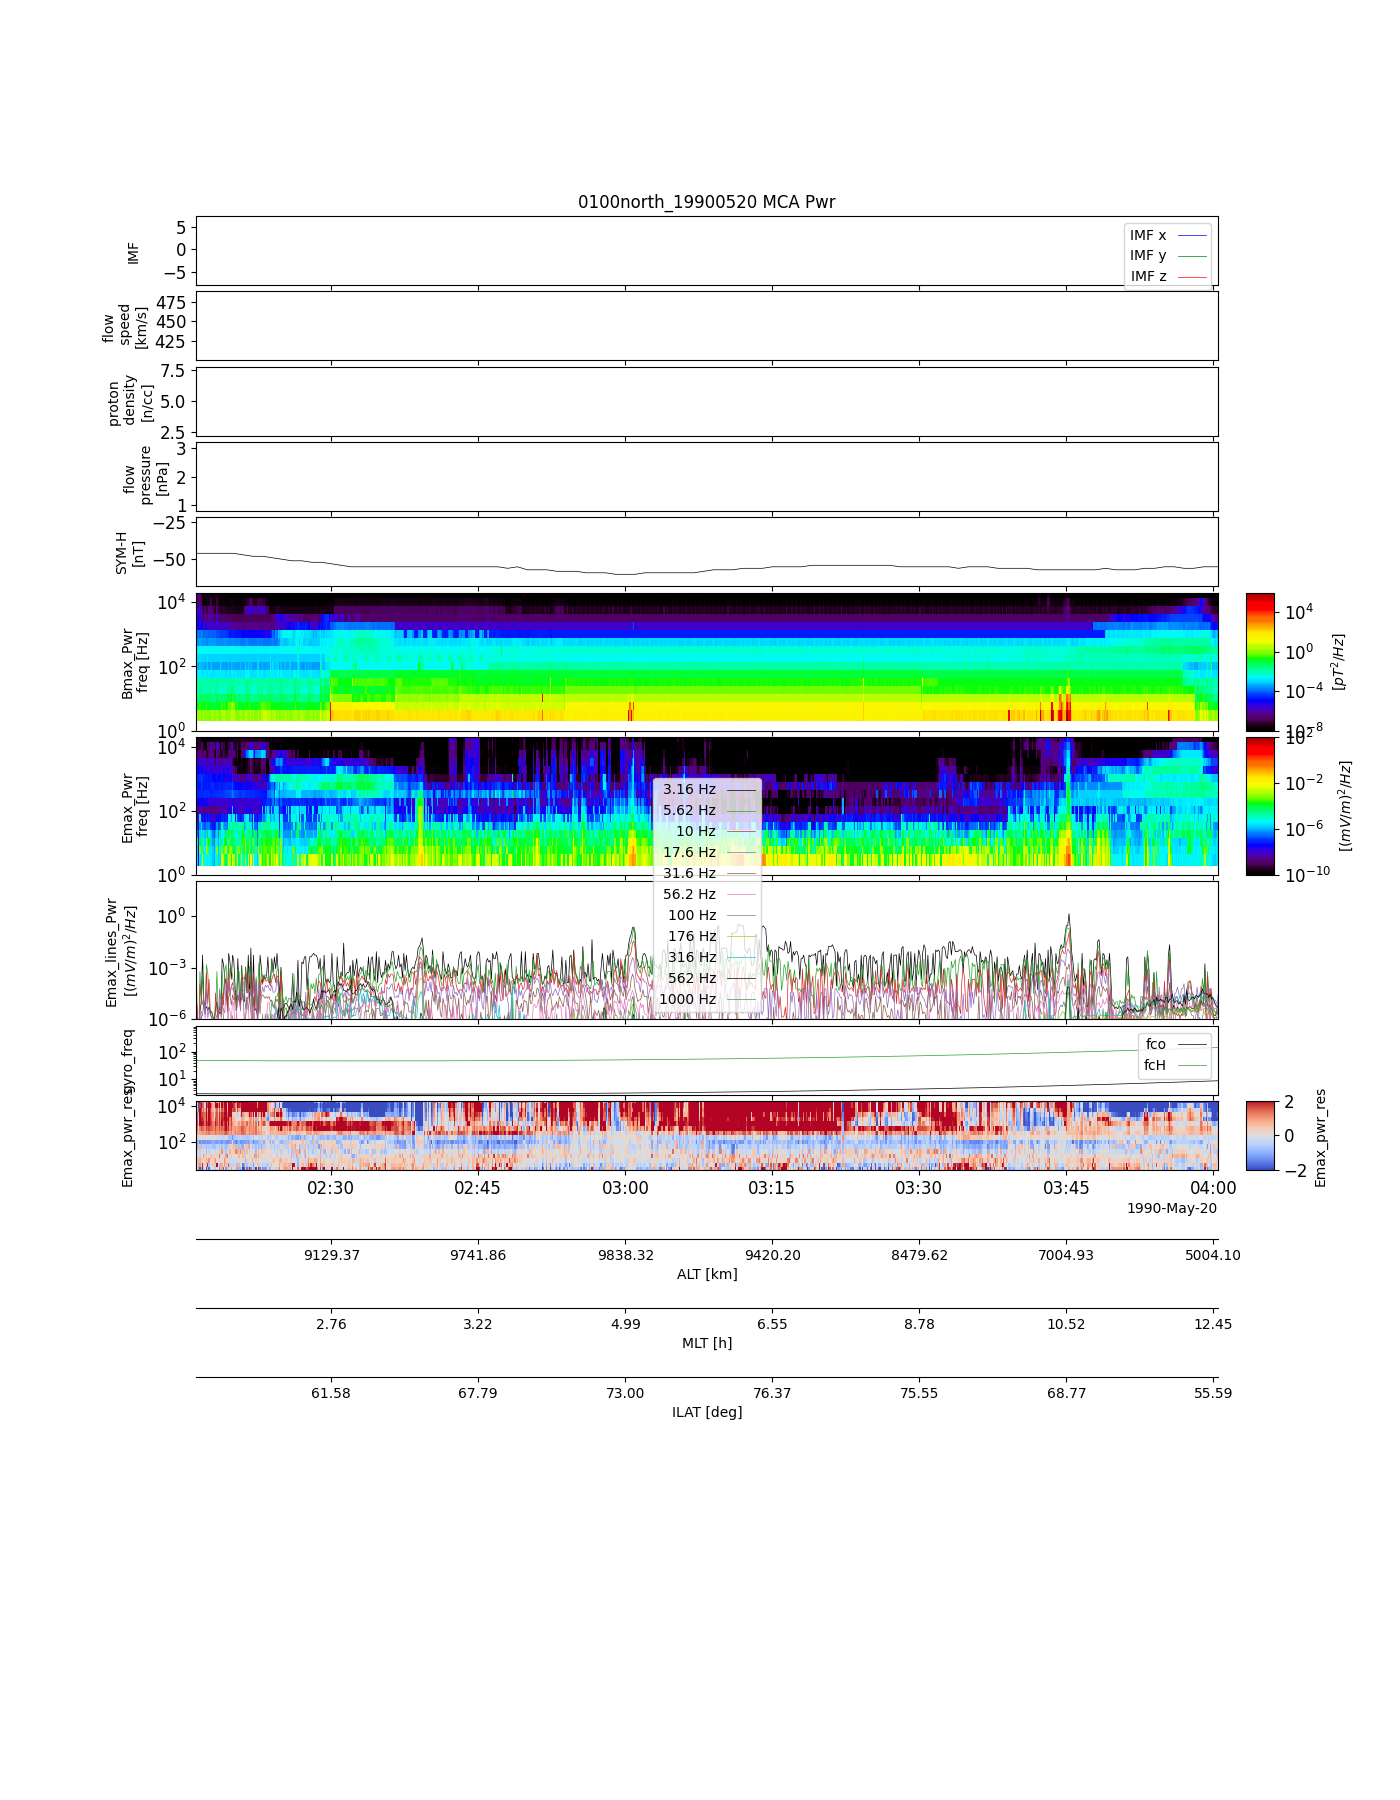 0100north_19900520 MCA Pwr
5
0
−5
IMF
IMF x
IMF y
IMF z
475
450
425
flow
speed
[km/s]
7.5
5.0
2.5
proton
density
[n/cc]
3
2
1
flow
pressure
[nPa]
−25
−50
SYM-H
[nT]
10^4
10^2
10^0
Bmax_Pwr
freq [Hz]
10^4
10^0
10^-4
10^-8
[pT^2/Hz]
10^4
10^2
10^0
Emax_Pwr
freq [Hz]
10^2
10^-2
10^-6
10^-10
[(mV/m)^2/Hz]
3.16 Hz
5.62 Hz
10 Hz
17.6 Hz
31.6 Hz
56.2 Hz
100 Hz
176 Hz
316 Hz
562 Hz
1000 Hz
10^0
10^-3
10^-6
Emax_lines_Pwr
[(mV/m)^2/Hz]
10^2
10^1
gyro_freq
fco
fcH
10^4
10^2
Emax_pwr_res
2
0
−2
Emax_pwr_res
02:30 02:45 03:00 03:15 03:30 03:45 04:00
1990-May-20
9129.37 9741.86 9838.32 9420.20 8479.62 7004.93 5004.10
ALT [km]
2.76 3.22 4.99 6.55 8.78 10.52 12.45
MLT [h]
61.58 67.79 73.00 76.37 75.55 68.77 55.59
ILAT [deg]